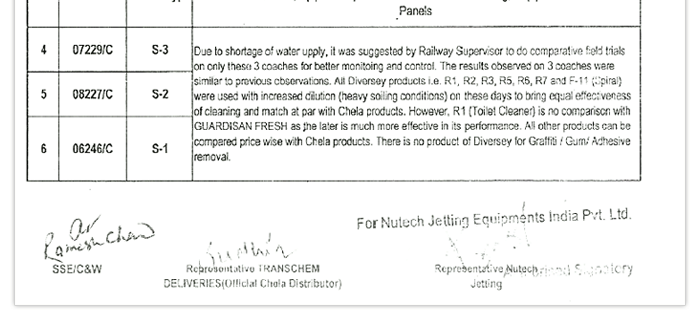 Panels
4 07229/C S-3
5 08227/C S-2
6 06246/C S-1
Due to shortage of water upply, it was suggested by Railway Supervisor to do comparative field trials
on only these 3 coaches for better monitoing and control. The results observed on 3 coaches were
similar to previous observations. All Diversey products i.e. R1, R2, R3, R5, R6, R7 and F-11 (Spiral)
were used with increased dilution (heavy soiling conditions) on these days to bring equal effectiveness
of cleaning and match at par with Chela products. However, R1 (Toilet Cleaner) is no comparison with
GUARDISAN FRESH as the later is much more effective in its performance. All other products can be
compared price wise with Chela products. There is no product of Diversey for Graffiti / Gum/ Adhesive
removal.
For Nutech Jetting Equipments India Pvt. Ltd.
Ramesh Chand
SSE/C&W
Sudhir
Representative TRANSCHEM
DELIVERIES(Official Chela Distributor)
Representative Nutech
Jetting
Authorised Signatory